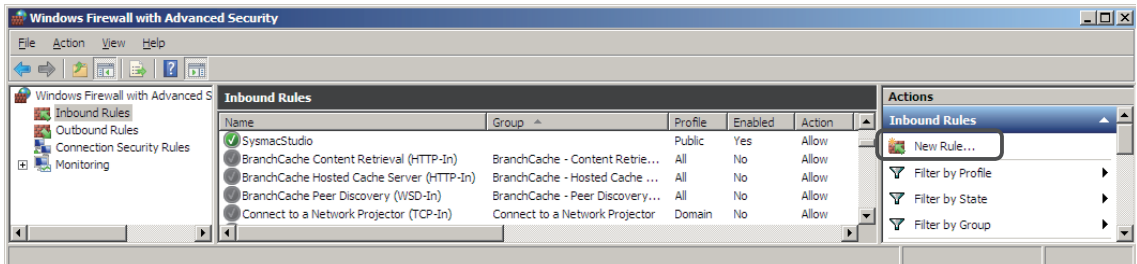 Windows Firewall with Advanced Security
File Action View Help
Windows Firewall with Advanced S
Inbound Rules
Outbound Rules
Connection Security Rules
Monitoring
Inbound Rules
Name Group Profile Enabled Action
SysmacStudio Public Yes Allow
BranchCache Content Retrieval (HTTP-In) BranchCache - Content Retrie... All No Allow
BranchCache Hosted Cache Server (HTTP-In) BranchCache - Hosted Cache ... All No Allow
BranchCache Peer Discovery (WSD-In) BranchCache - Peer Discovery... All No Allow
Connect to a Network Projector (TCP-In) Connect to a Network Projector Domain No Allow
Actions
Inbound Rules
New Rule...
Filter by Profile
Filter by State
Filter by Group